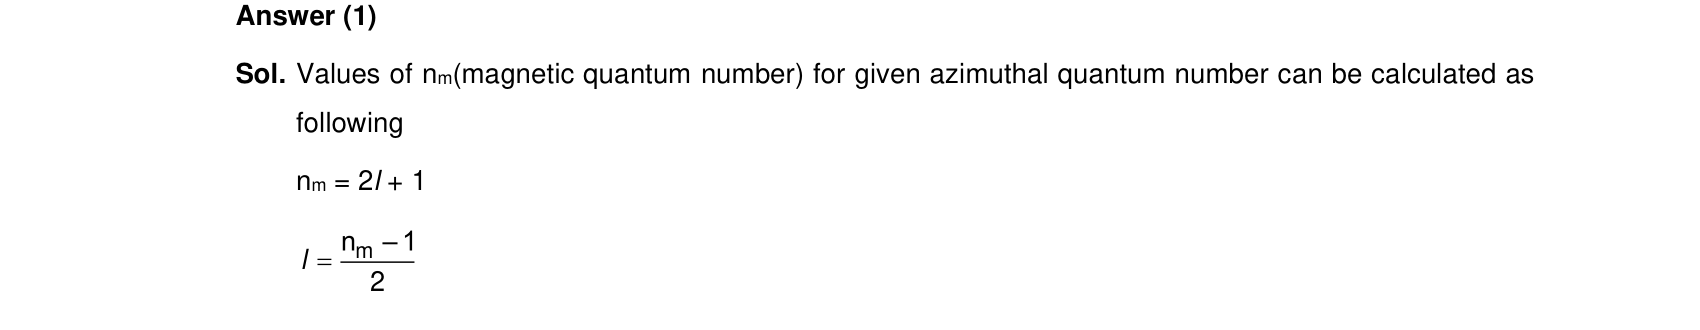 Answer (1)
Sol. Values of nm(magnetic quantum number) for given azimuthal quantum number can be calculated as
following
nm = 2l + 1
l = (nm – 1)/2